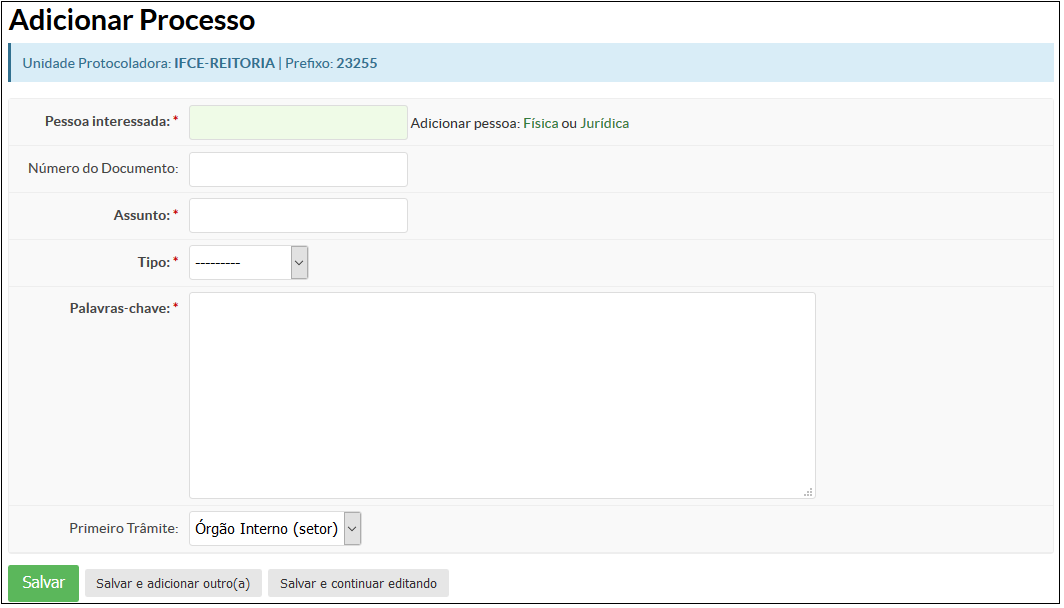 Adicionar Processo
Unidade Protocoladora: IFCE-REITORIA | Prefixo: 23255
Pessoa interessada: * Adicionar pessoa: Física ou Jurídica
Número do Documento:
Assunto: *
Tipo: * ---------
Palavras-chave: *
Primeiro Trâmite: Órgão Interno (setor)
Salvar Salvar e adicionar outro(a) Salvar e continuar editando